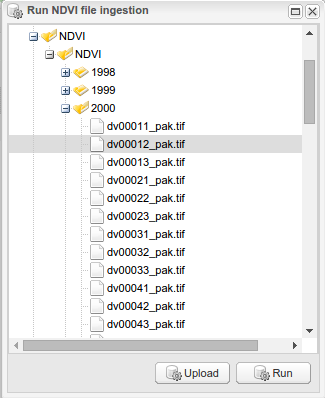 Run NDVI file ingestion
NDVI
NDVI
1998
1999
2000
dv00011_pak.tif
dv00012_pak.tif
dv00013_pak.tif
dv00021_pak.tif
dv00022_pak.tif
dv00023_pak.tif
dv00031_pak.tif
dv00032_pak.tif
dv00033_pak.tif
dv00041_pak.tif
dv00042_pak.tif
dv00043_pak.tif
Upload Run